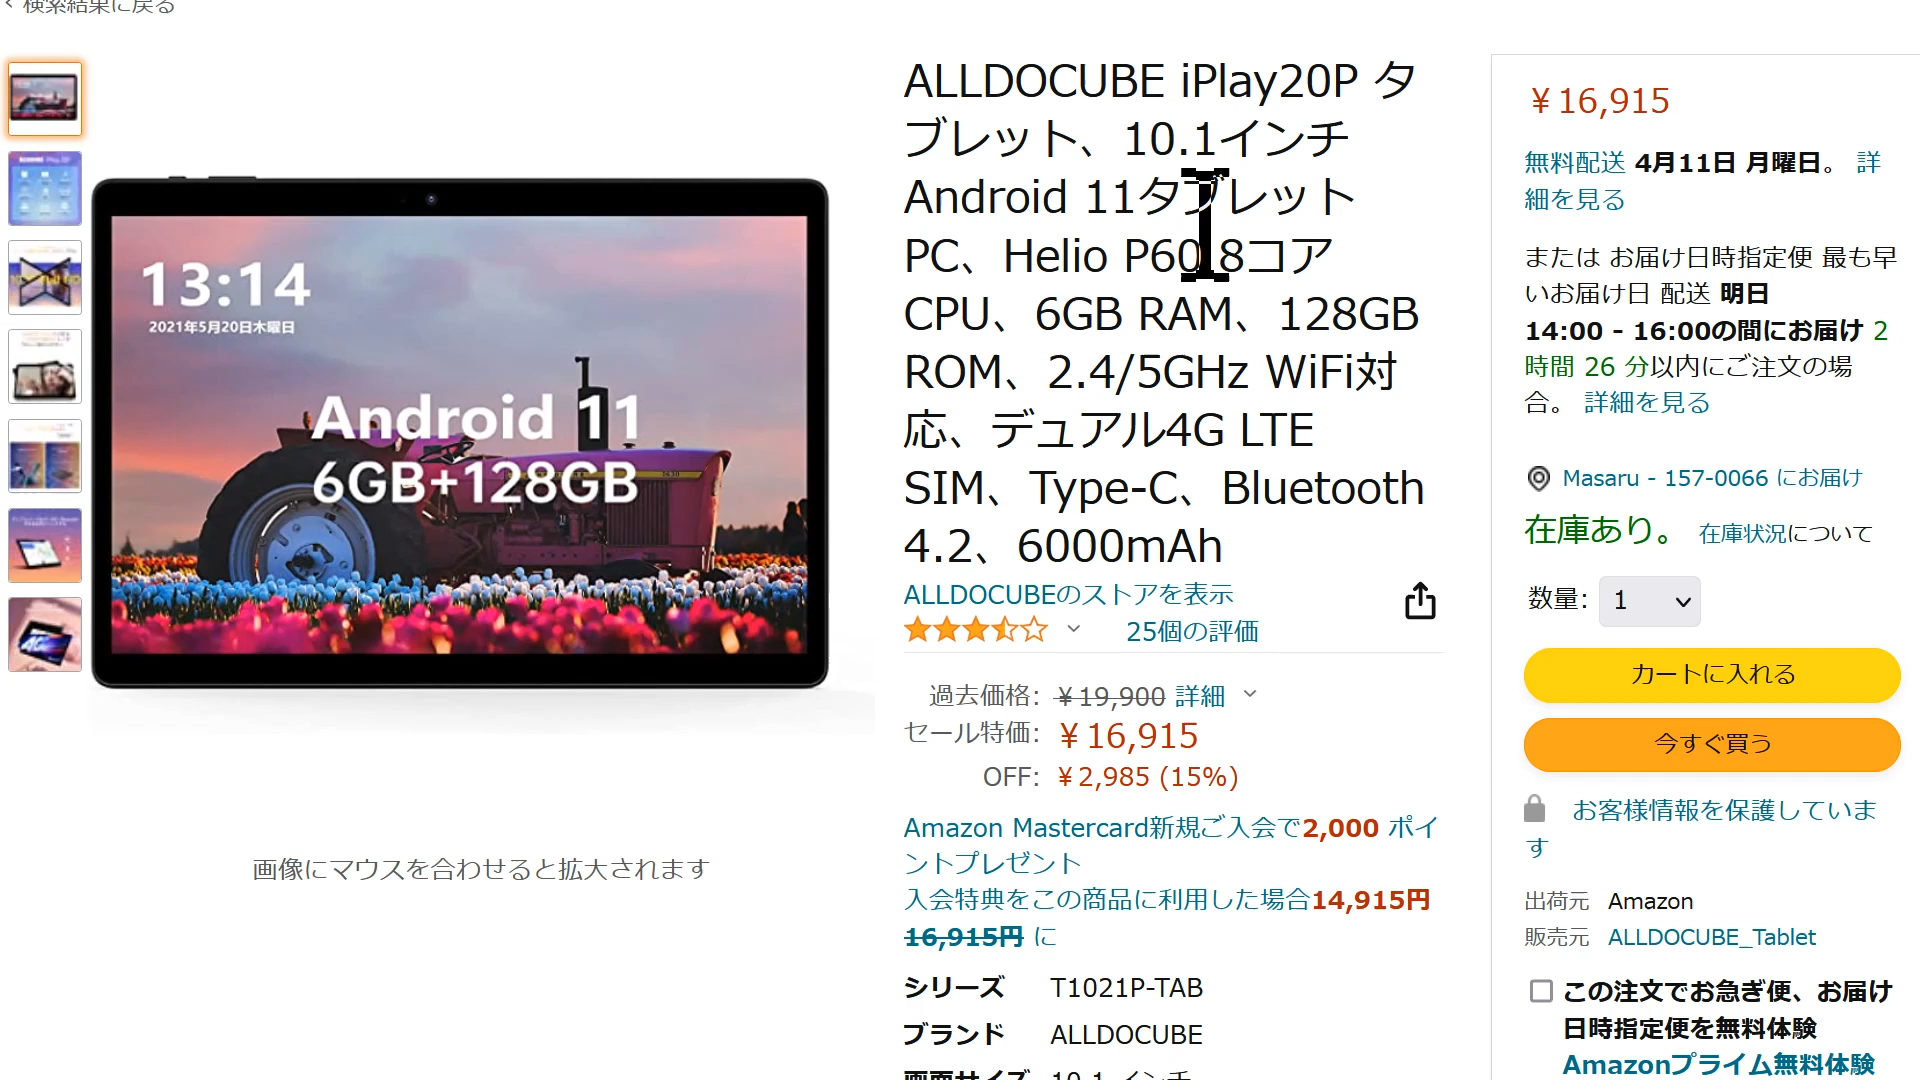 検索結果に戻る
13:14
2021年5月20日木曜日
Android 11
6GB+128GB
画像にマウスを合わせると拡大されます
ALLDOCUBE iPlay20P タ
ブレット、10.1インチ
Android 11タブレット
PC、Helio P60 8コア
CPU、6GB RAM、128GB
ROM、2.4/5GHz WiFi対
応、デュアル4G LTE
SIM、Type-C、Bluetooth
4.2、6000mAh
ALLDOCUBEのストアを表示
25個の評価
過去価格: ¥19,900 詳細
セール特価: ¥16,915
OFF: ¥2,985 (15%)
Amazon Mastercard新規ご入会で2,000 ポイ
ントプレゼント
入会特典をこの商品に利用した場合14,915円
16,915円 に
シリーズ T1021P-TAB
ブランド ALLDOCUBE
画面サイズ 10.1 インチ
¥16,915
無料配送 4月11日 月曜日。 詳
細を見る
または お届け日時指定便 最も早
いお届け日 配送 明日
14:00 - 16:00の間にお届け 2
時間 26 分以内にご注文の場
合。 詳細を見る
Masaru - 157-0066 にお届け
在庫あり。 在庫状況について
数量: 1
カートに入れる
今すぐ買う
お客様情報を保護していま
す
出荷元 Amazon
販売元 ALLDOCUBE_Tablet
この注文でお急ぎ便、お届け
日時指定便を無料体験
Amazonプライム無料体験